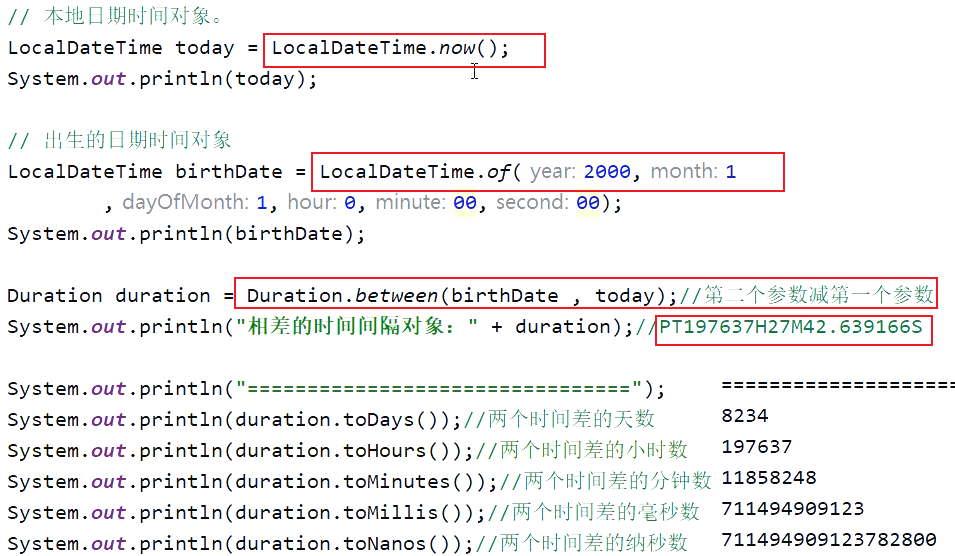 // 本地日期时间对象。
LocalDateTime today = LocalDateTime.now();
System.out.println(today);
// 出生的日期时间对象
LocalDateTime birthDate = LocalDateTime.of( year: 2000, month: 1
, dayOfMonth: 1, hour: 0, minute: 00, second: 00);
System.out.println(birthDate);
Duration duration = Duration.between(birthDate , today);//第二个参数减第一个参数
System.out.println("相差的时间间隔对象：" + duration);//PT197637H27M42.639166S
System.out.println("================================"); ====================
System.out.println(duration.toDays());//两个时间差的天数 8234
System.out.println(duration.toHours());//两个时间差的小时数 197637
System.out.println(duration.toMinutes());//两个时间差的分钟数 11858248
System.out.println(duration.toMillis());//两个时间差的毫秒数 711494909123
System.out.println(duration.toNanos());//两个时间差的纳秒数 711494909123782800